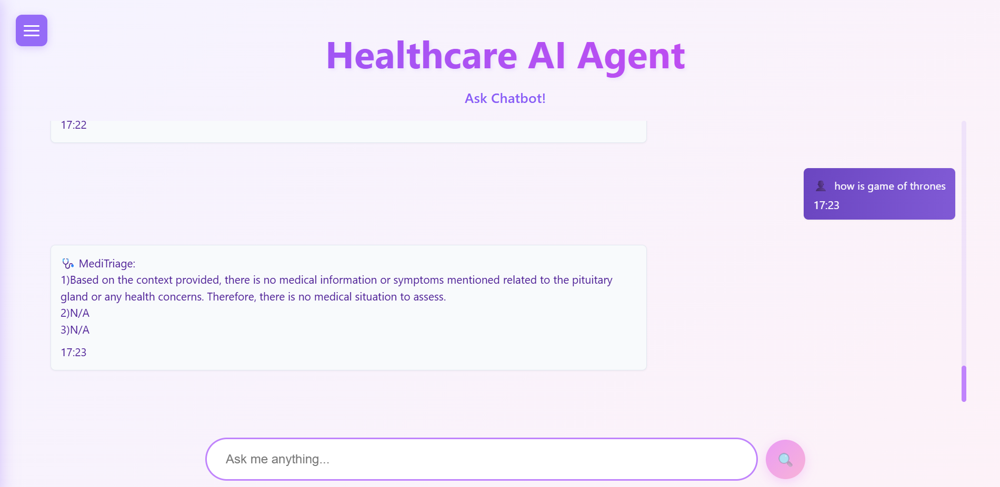 Healthcare AI Agent
Ask Chatbot!
17:22
how is game of thrones
17:23
MediTriage:
1)Based on the context provided, there is no medical information or symptoms mentioned related to the pituitary
gland or any health concerns. Therefore, there is no medical situation to assess.
2)N/A
3)N/A
17:23
Ask me anything...